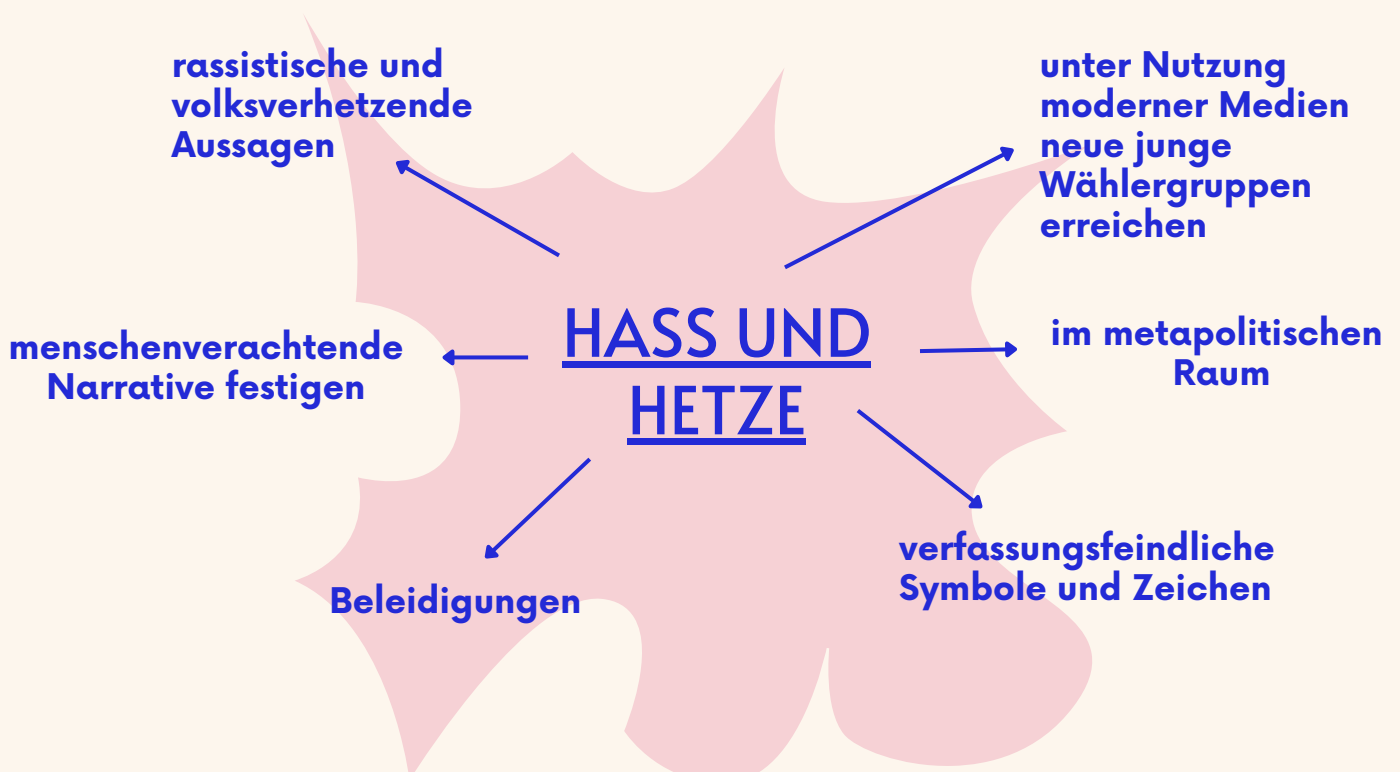 rassistische und
volksverhetzende
Aussagen
unter Nutzung
moderner Medien
neue junge
Wählergruppen
erreichen
menschenverachtende
Narrative festigen
HASS UND
HETZE
im metapolitischen
Raum
Beleidigungen
verfassungsfeindliche
Symbole und Zeichen